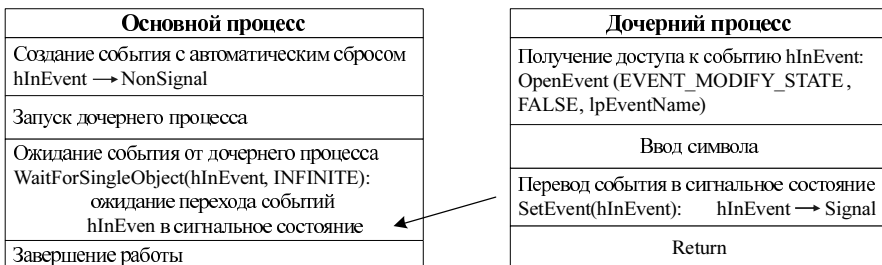 Основной процесс
Создание события с автоматическим сбросом
hInEvent → NonSignal
Запуск дочернего процесса
Ожидание события от дочернего процесса
WaitForSingleObject(hInEvent, INFINITE):
ожидание перехода событий
hInEven в сигнальное состояние
Завершение работы
Дочерний процесс
Получение доступа к событию hInEvent:
OpenEvent (EVENT_MODIFY_STATE ,
FALSE, lpEventName)
Ввод символа
Перевод события в сигнальное состояние
SetEvent(hInEvent): hInEvent → Signal
Return